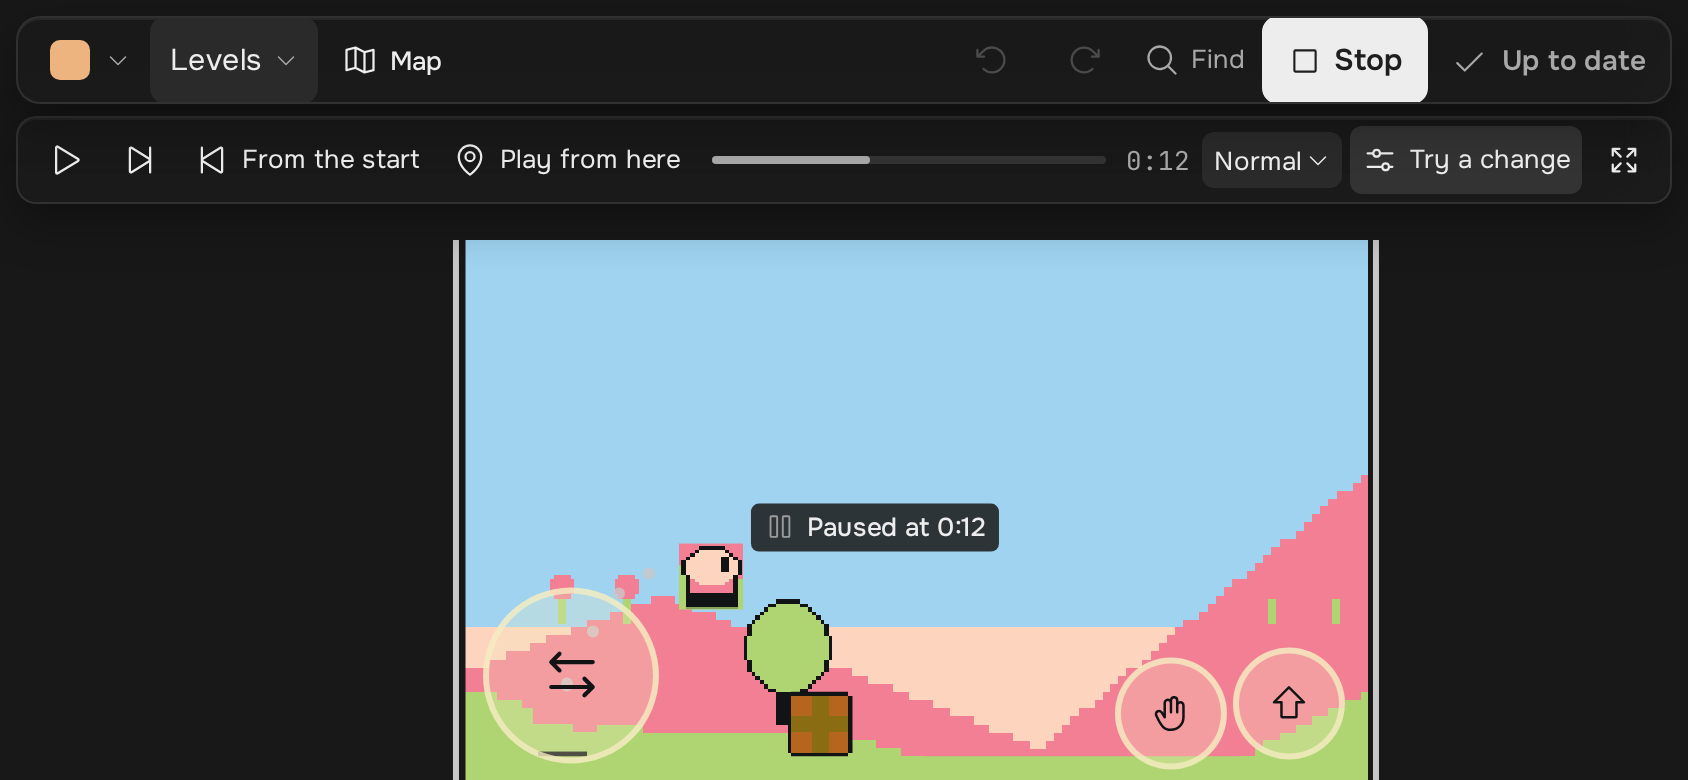 Levels
Map
Find
Stop
Up to date
From the start
Play from here
0:12
Normal
Try a change
Paused at 0:12